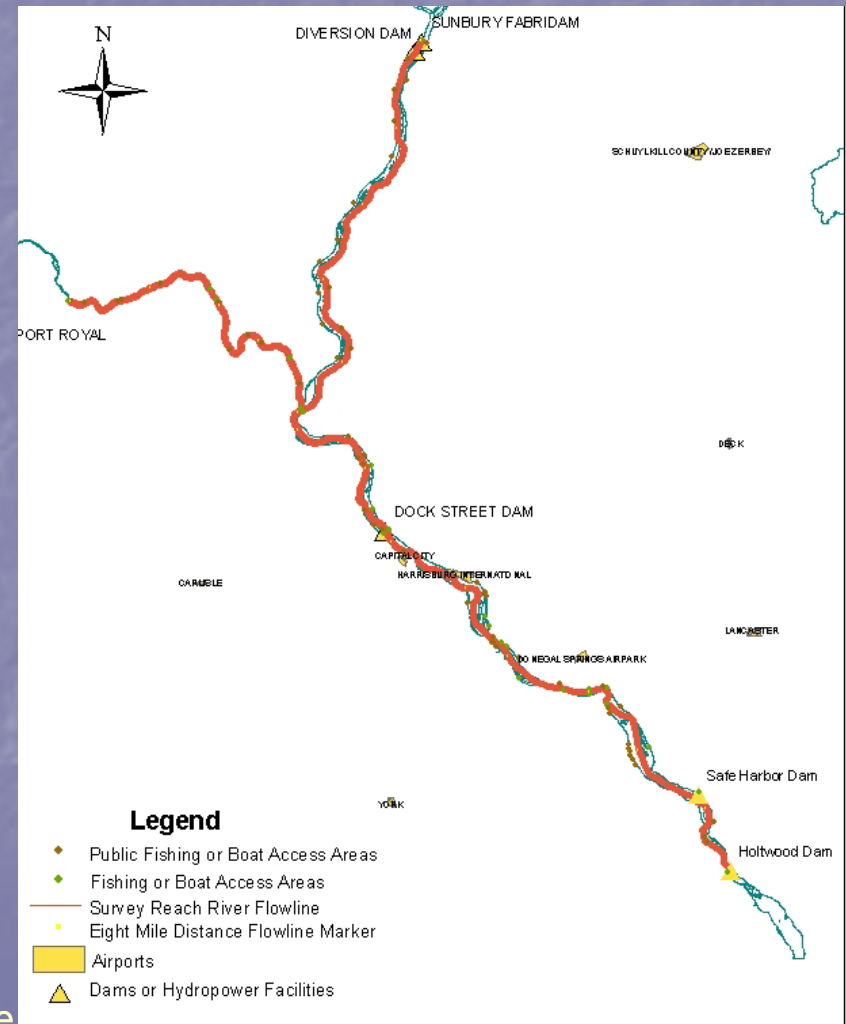 SUNBURY FABRIDAM
DIVERSION DAM
N
SCHUYLKILL COUNTY/JOE ZERBEY/
PORT ROYAL
DECK
DOCK STREET DAM
CAPITAL CITY
HARRISBURG INTERNATIONAL
CARLISLE
LANCASTER
DONEGAL SPRINGS AIRPARK
Safe Harbor Dam
YORK
Holtwood Dam
Legend
Public Fishing or Boat Access Areas
Fishing or Boat Access Areas
Survey Reach River Flowline
Eight Mile Distance Flowline Marker
Airports
Dams or Hydropower Facilities
e